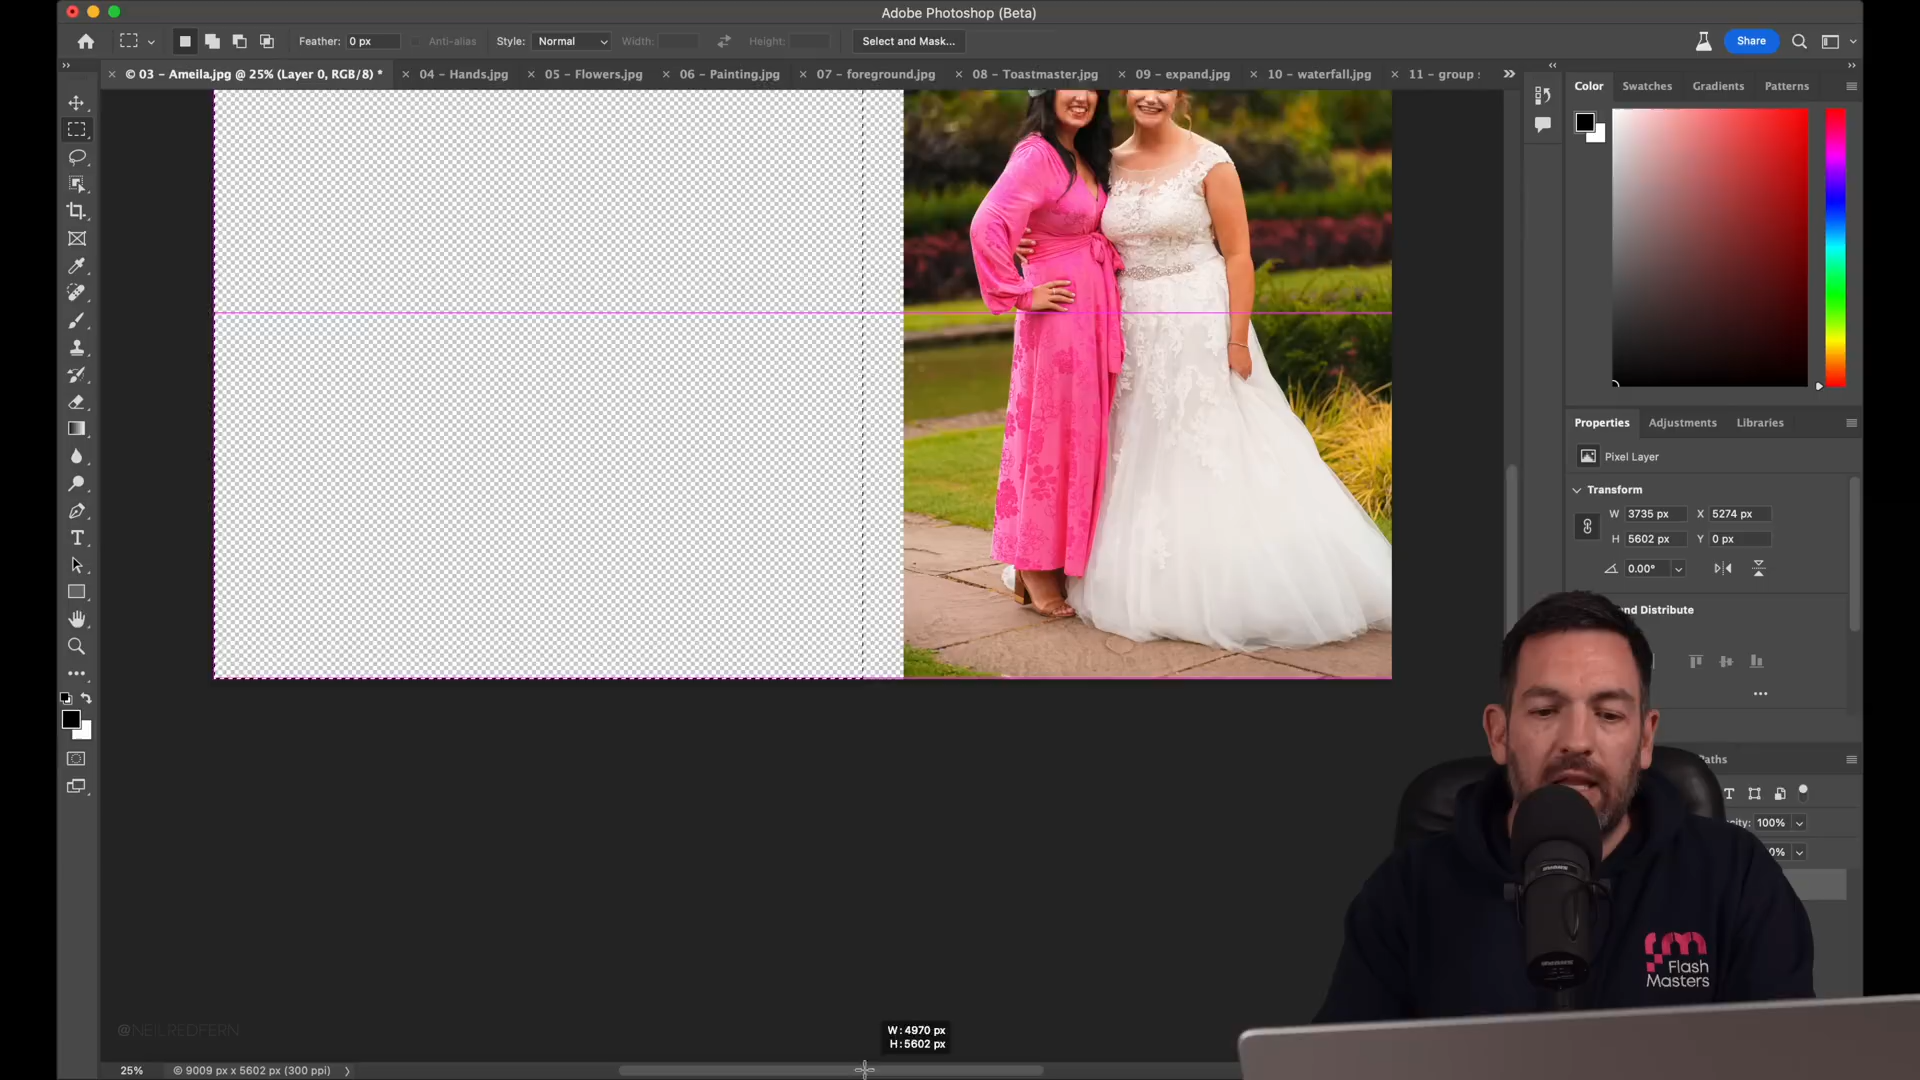 Adobe Photoshop (Beta)
Feather: 0 px Anti-alias Style: Normal Width: Height: Select and Mask... Share
© 03 - Ameila.jpg @ 25% (Layer 0, RGB/8) * 04 - Hands.jpg 05 - Flowers.jpg 06 - Painting.jpg 07 - foreground.jpg 08 - Toastmaster.jpg 09 - expand.jpg 10 - waterfall.jpg 11 - group
Color Swatches Gradients Patterns
Properties Adjustments Libraries
Pixel Layer
Transform
W 3735 px X 5274 px
H 5602 px Y 0 px
0.00°
nd Distribute
Paths
city: 100%
0%
Flash
Masters
@NEILREDFERN
W: 4970 px
H: 5602 px
25% © 9009 px x 5602 px (300 ppi)